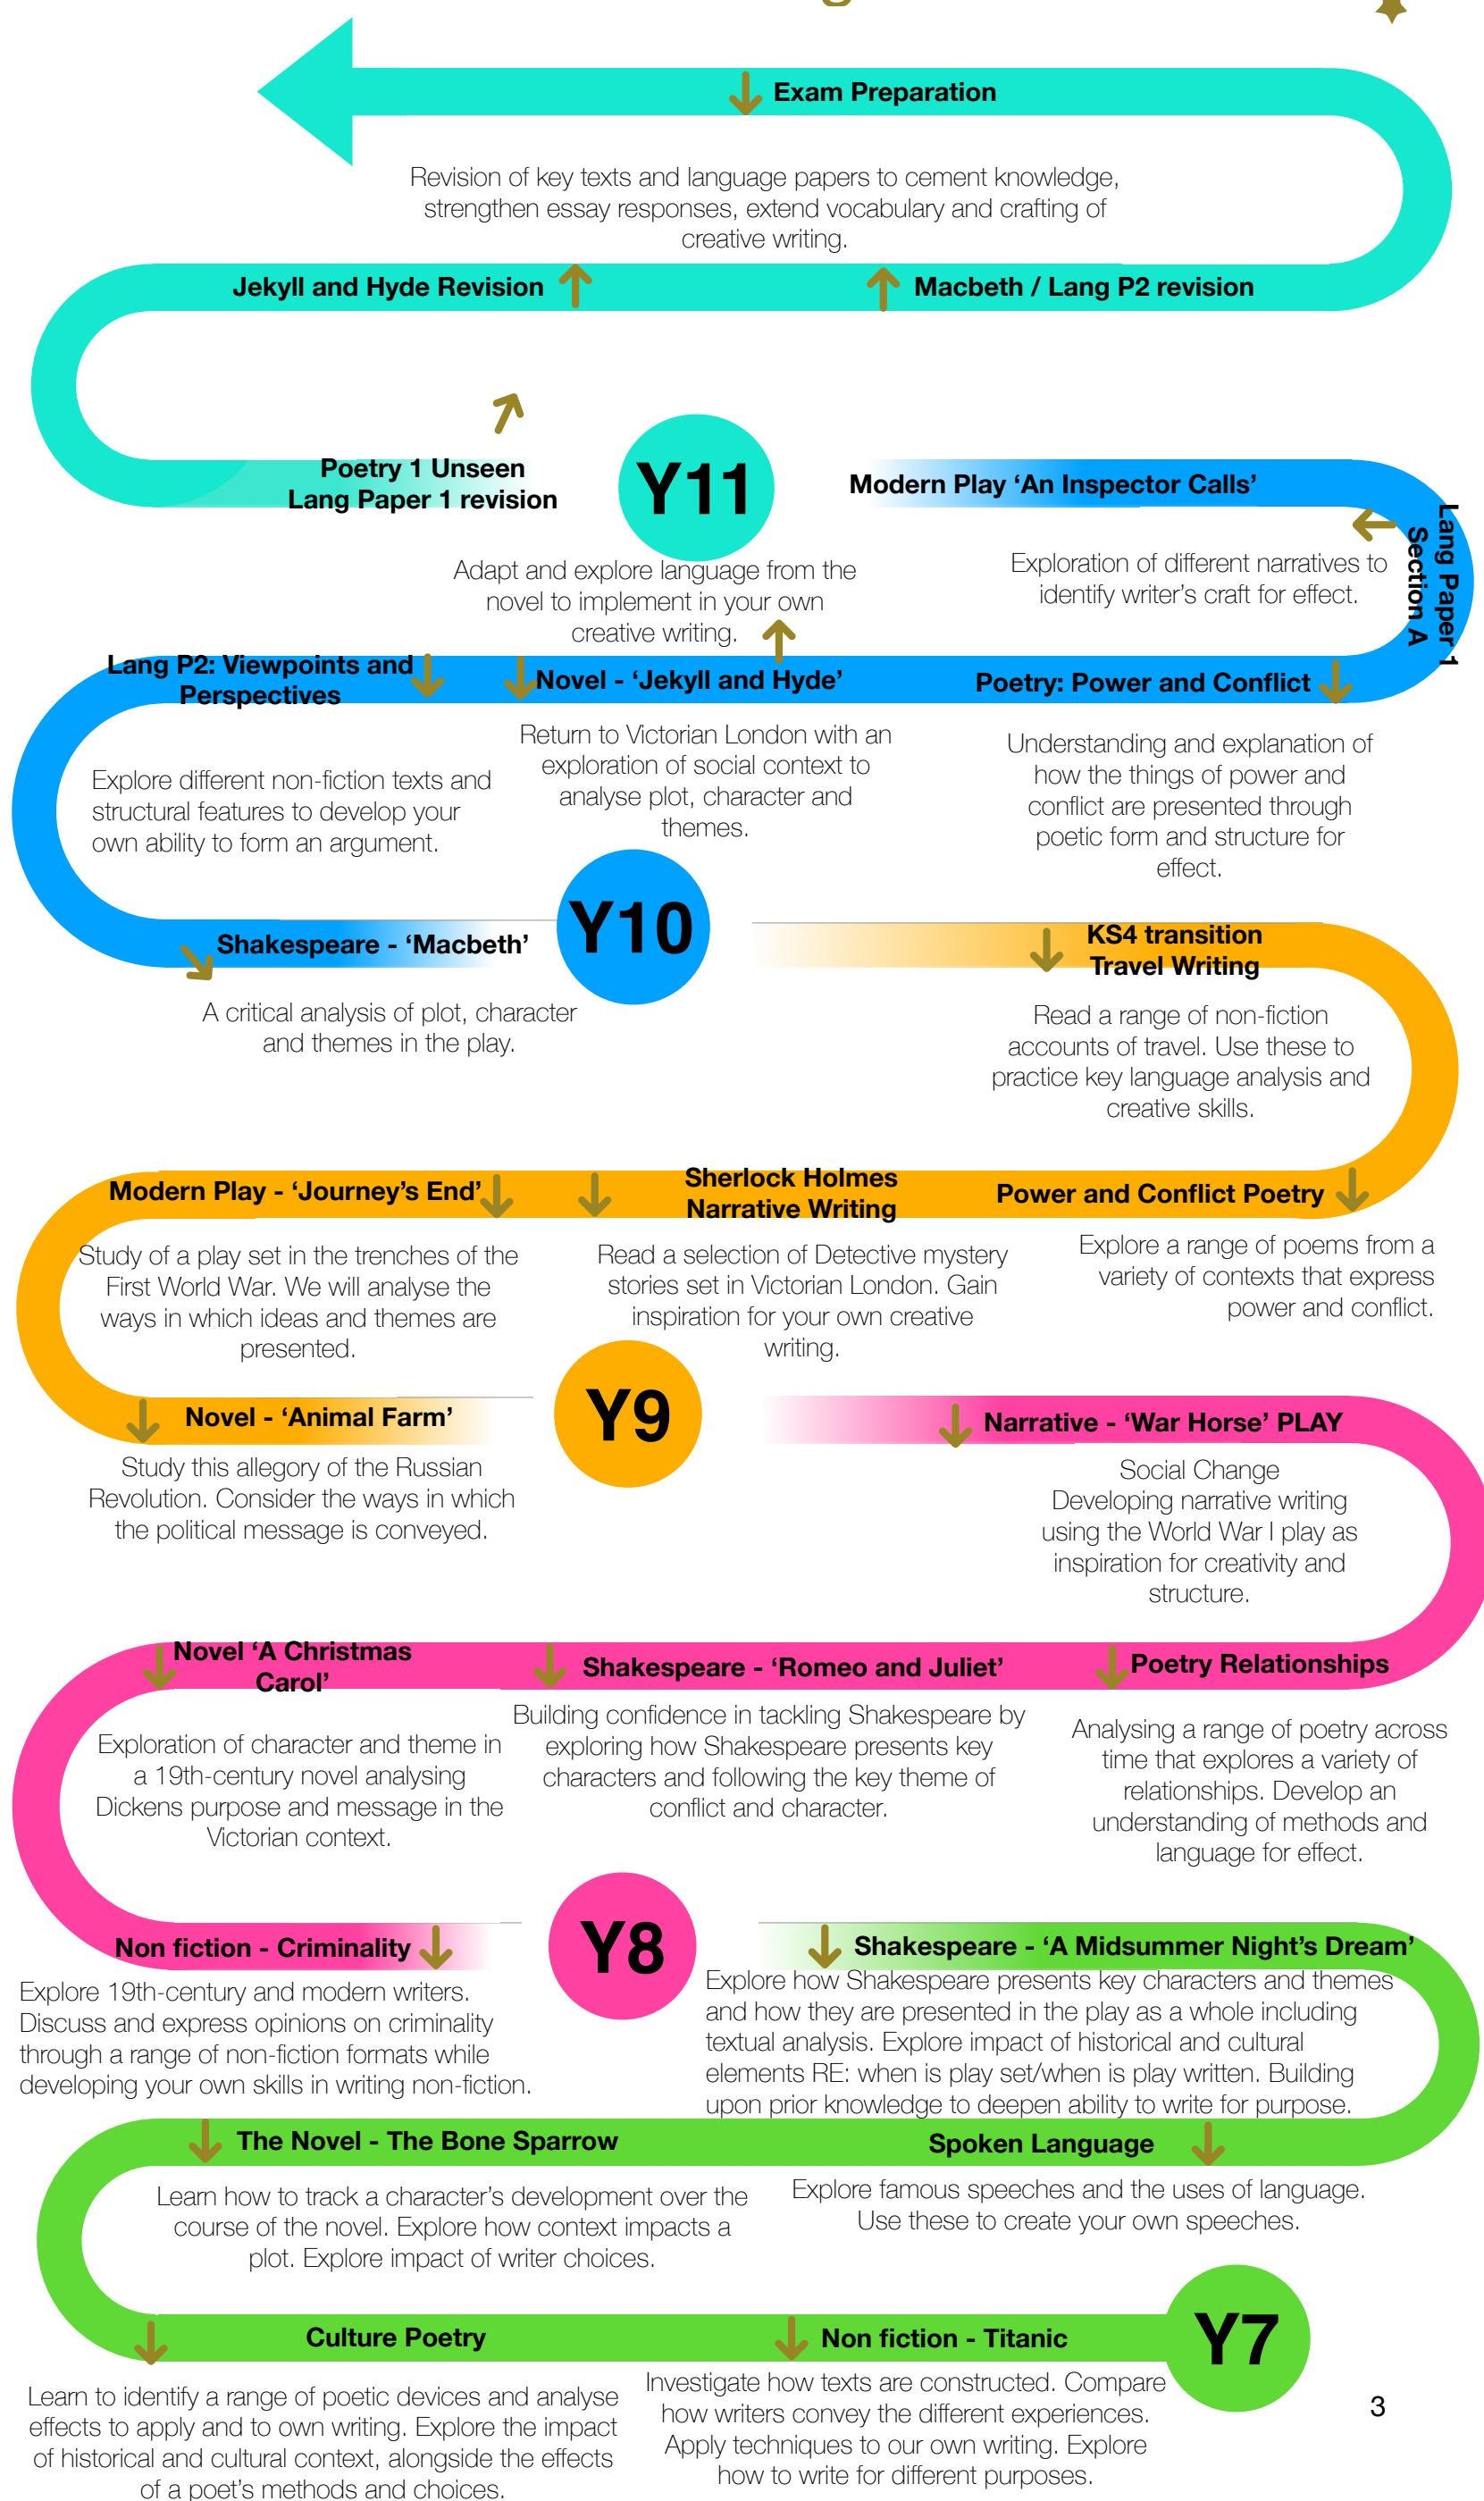 Exam Preparation
Revision of key texts and language papers to cement knowledge,
strengthen essay responses, extend vocabulary and crafting of
creative writing.
Jekyll and Hyde Revision
Macbeth / Lang P2 revision
Poetry 1 Unseen
Lang Paper 1 revision
Y11
Modern Play ‘An Inspector Calls’
Lang Paper 1
Section A
Adapt and explore language from the
novel to implement in your own
creative writing.
Exploration of different narratives to
identify writer’s craft for effect.
Lang P2: Viewpoints and
Perspectives
Novel - ‘Jekyll and Hyde’
Poetry: Power and Conflict
Explore different non-fiction texts and
structural features to develop your
own ability to form an argument.
Return to Victorian London with an
exploration of social context to
analyse plot, character and
themes.
Understanding and explanation of
how the things of power and
conflict are presented through
poetic form and structure for
effect.
Shakespeare - ‘Macbeth’
Y10
KS4 transition
Travel Writing
A critical analysis of plot, character
and themes in the play.
Read a range of non-fiction
accounts of travel. Use these to
practice key language analysis and
creative skills.
Modern Play - ‘Journey’s End’
Sherlock Holmes
Narrative Writing
Power and Conflict Poetry
Study of a play set in the trenches of the
First World War. We will analyse the
ways in which ideas and themes are
presented.
Read a selection of Detective mystery
stories set in Victorian London. Gain
inspiration for your own creative
writing.
Explore a range of poems from a
variety of contexts that express
power and conflict.
Novel - ‘Animal Farm’
Y9
Narrative - ‘War Horse’ PLAY
Study this allegory of the Russian
Revolution. Consider the ways in which
the political message is conveyed.
Social Change
Developing narrative writing
using the World War I play as
inspiration for creativity and
structure.
Novel ‘A Christmas
Carol’
Shakespeare - ‘Romeo and Juliet’
Poetry Relationships
Exploration of character and theme in
a 19th-century novel analysing
Dickens purpose and message in the
Victorian context.
Building confidence in tackling Shakespeare by
exploring how Shakespeare presents key
characters and following the key theme of
conflict and character.
Analysing a range of poetry across
time that explores a variety of
relationships. Develop an
understanding of methods and
language for effect.
Non fiction - Criminality
Y8
Shakespeare - ‘A Midsummer Night’s Dream’
Explore 19th-century and modern writers.
Discuss and express opinions on criminality
through a range of non-fiction formats while
developing your own skills in writing non-fiction.
Explore how Shakespeare presents key characters and themes
and how they are presented in the play as a whole including
textual analysis. Explore impact of historical and cultural
elements RE: when is play set/when is play written. Building
upon prior knowledge to deepen ability to write for purpose.
The Novel - The Bone Sparrow
Spoken Language
Learn how to track a character’s development over the
course of the novel. Explore how context impacts a
plot. Explore impact of writer choices.
Explore famous speeches and the uses of language.
Use these to create your own speeches.
Culture Poetry
Non fiction - Titanic
Y7
Learn to identify a range of poetic devices and analyse
effects to apply and to own writing. Explore the impact
of historical and cultural context, alongside the effects
of a poet’s methods and choices.
Investigate how texts are constructed. Compare
how writers convey the different experiences.
Apply techniques to our own writing. Explore
how to write for different purposes.
3